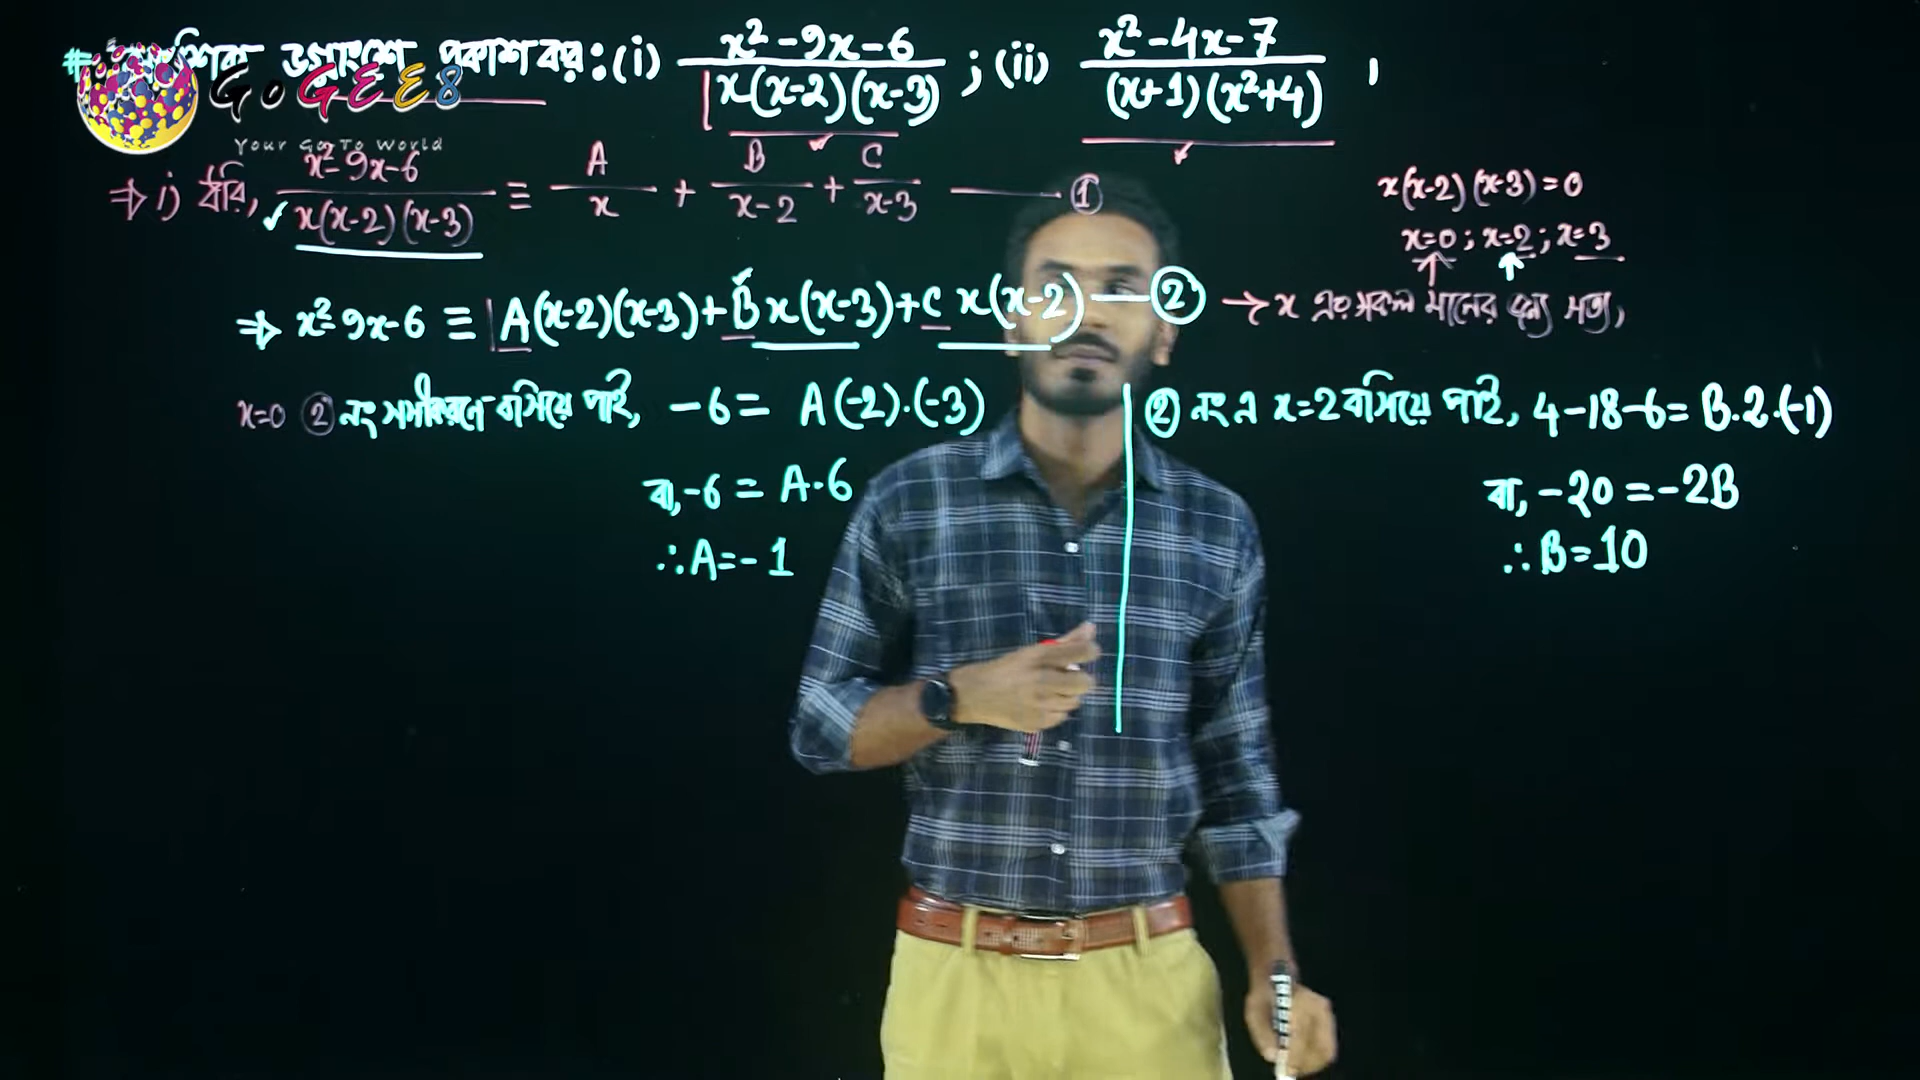 # আংশিক ভগ্নাংশে প্রকাশ কর : (i) x² -9x-6 / x(x-2)(x-3) ; (ii) x²-4x-7 / (x+1)(x²+4) ,
GoGEE8
Your GoTo World
⇒ i) ধরি, x²-9x-6 / x(x-2)(x-3) ≡ A / x + B / x-2 + C / x-3 — ①
x(x-2)(x-3)=0
x=0 ; x=2 ; x=3
⇒ x²-9x-6 ≡ A(x-2)(x-3)+Bx(x-3)+C x(x-2) — ② → x এর সকল মানের জন্য সত্য,
x=0 ② নং সমীকরণে বসিয়ে পাই, -6 = A(-2).(-3)
বা, -6 = A·6
∴ A=-1
② নং এ x=2 বসিয়ে পাই, 4-18-6=B.2.(-1)
বা, -20=-2B
∴ B=10